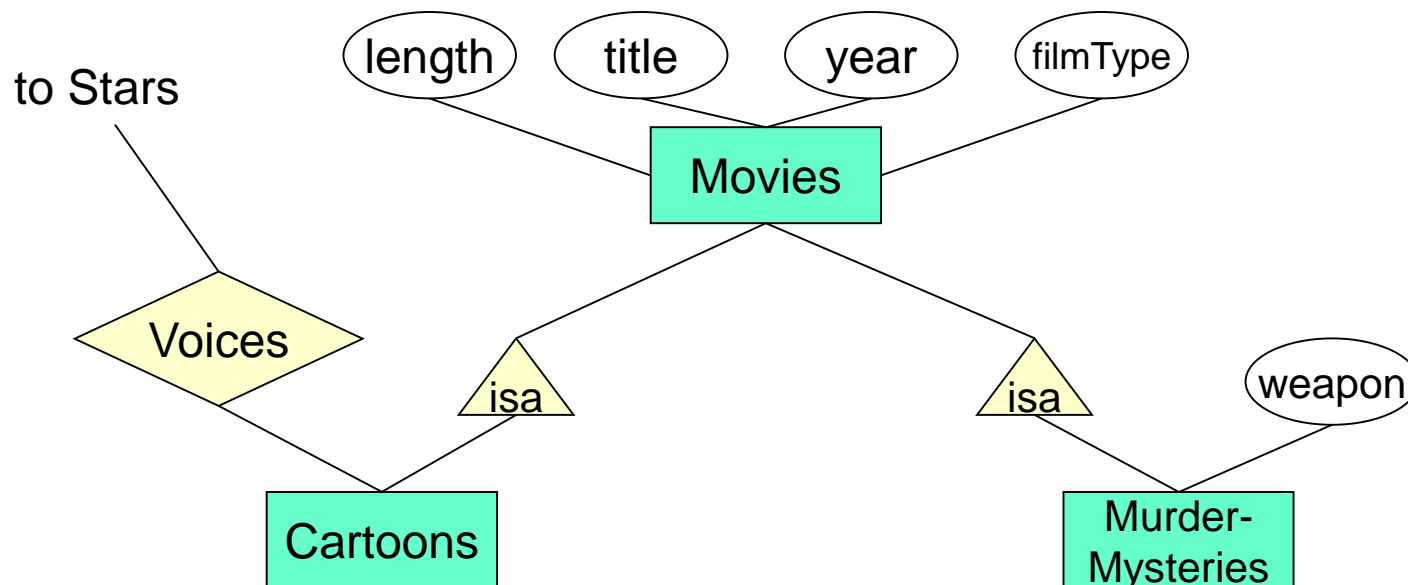 length
title
year
filmType
to Stars
Movies
Voices
isa
isa
weapon
Cartoons
Murder-
Mysteries